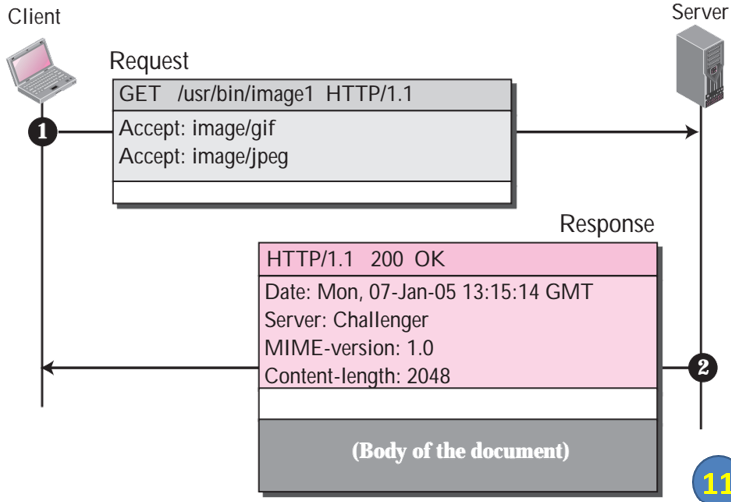 Client
Server
Request
GET /usr/bin/image1 HTTP/1.1
1
Accept: image/gif
Accept: image/jpeg
Response
HTTP/1.1 200 OK
Date: Mon, 07-Jan-05 13:15:14 GMT
Server: Challenger
MIME-version: 1.0
Content-length: 2048
2
(Body of the document)
11